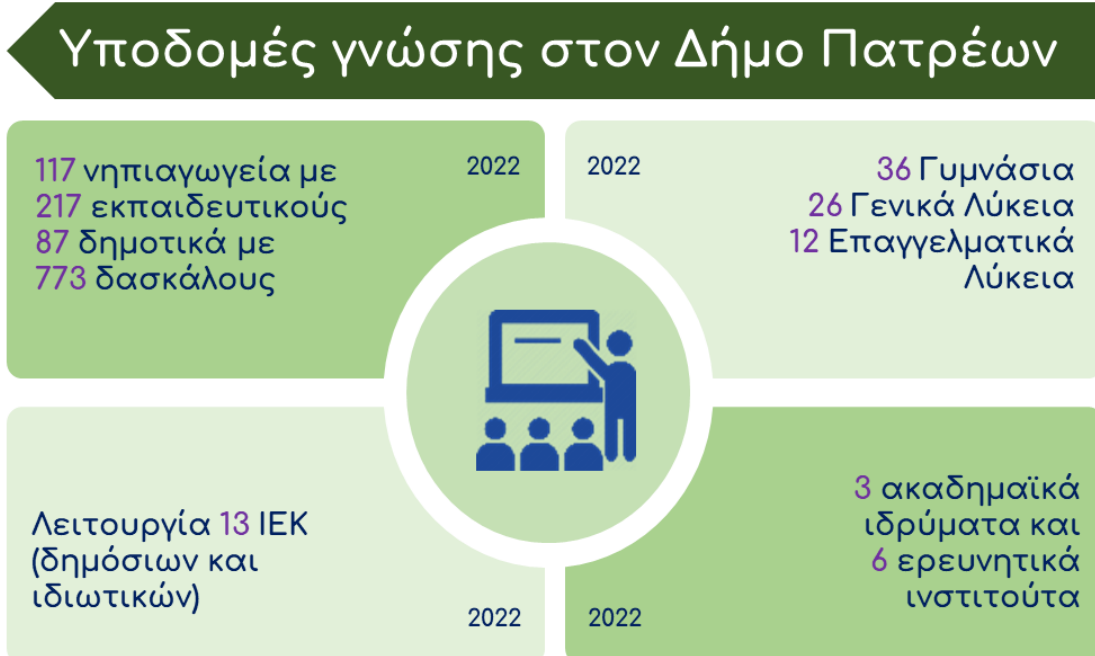 Υποδομές γνώσης στον Δήμο Πατρέων
117 νηπιαγωγεία με
217 εκπαιδευτικούς
87 δημοτικά με
773 δασκάλους
2022
2022
36 Γυμνάσια
26 Γενικά Λύκεια
12 Επαγγελματικά
Λύκεια
Λειτουργία 13 ΙΕΚ
(δημόσιων και
ιδιωτικών)
2022
2022
3 ακαδημαϊκά
ιδρύματα και
6 ερευνητικά
ινστιτούτα